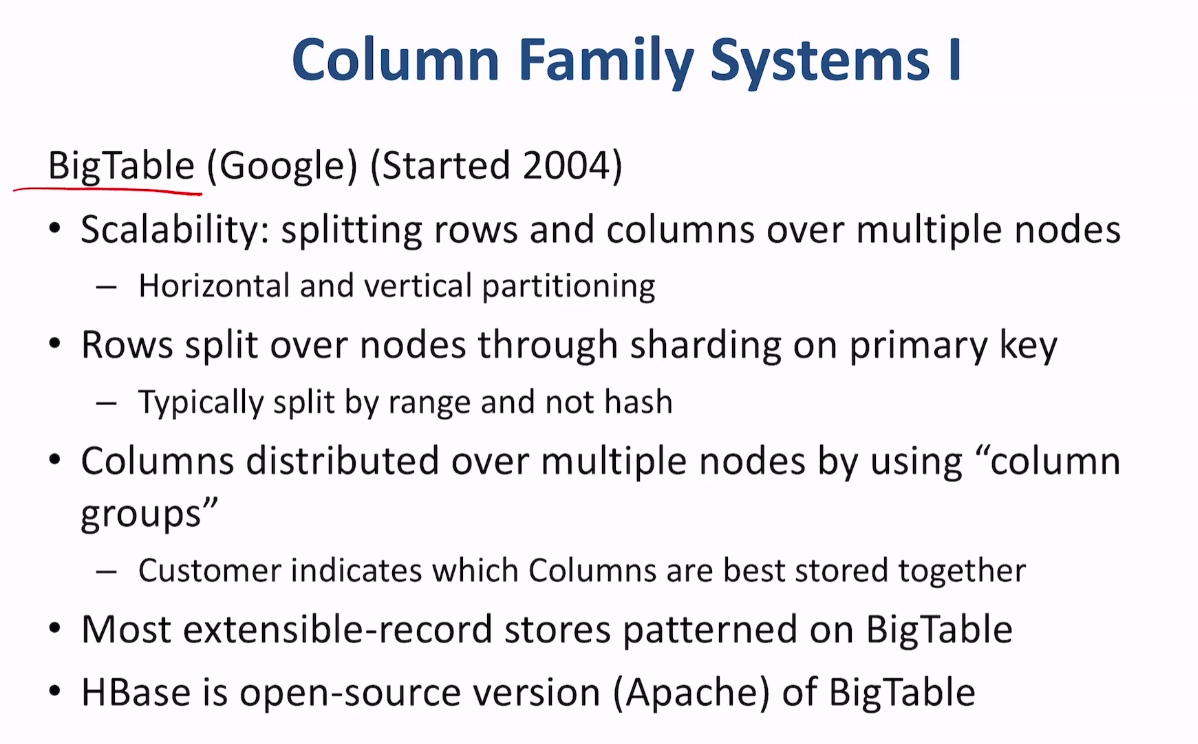 Column Family Systems I
BigTable (Google) (Started 2004)
• Scalability: splitting rows and columns over multiple nodes
– Horizontal and vertical partitioning
• Rows split over nodes through sharding on primary key
– Typically split by range and not hash
• Columns distributed over multiple nodes by using “column
groups”
– Customer indicates which Columns are best stored together
• Most extensible-record stores patterned on BigTable
• HBase is open-source version (Apache) of BigTable